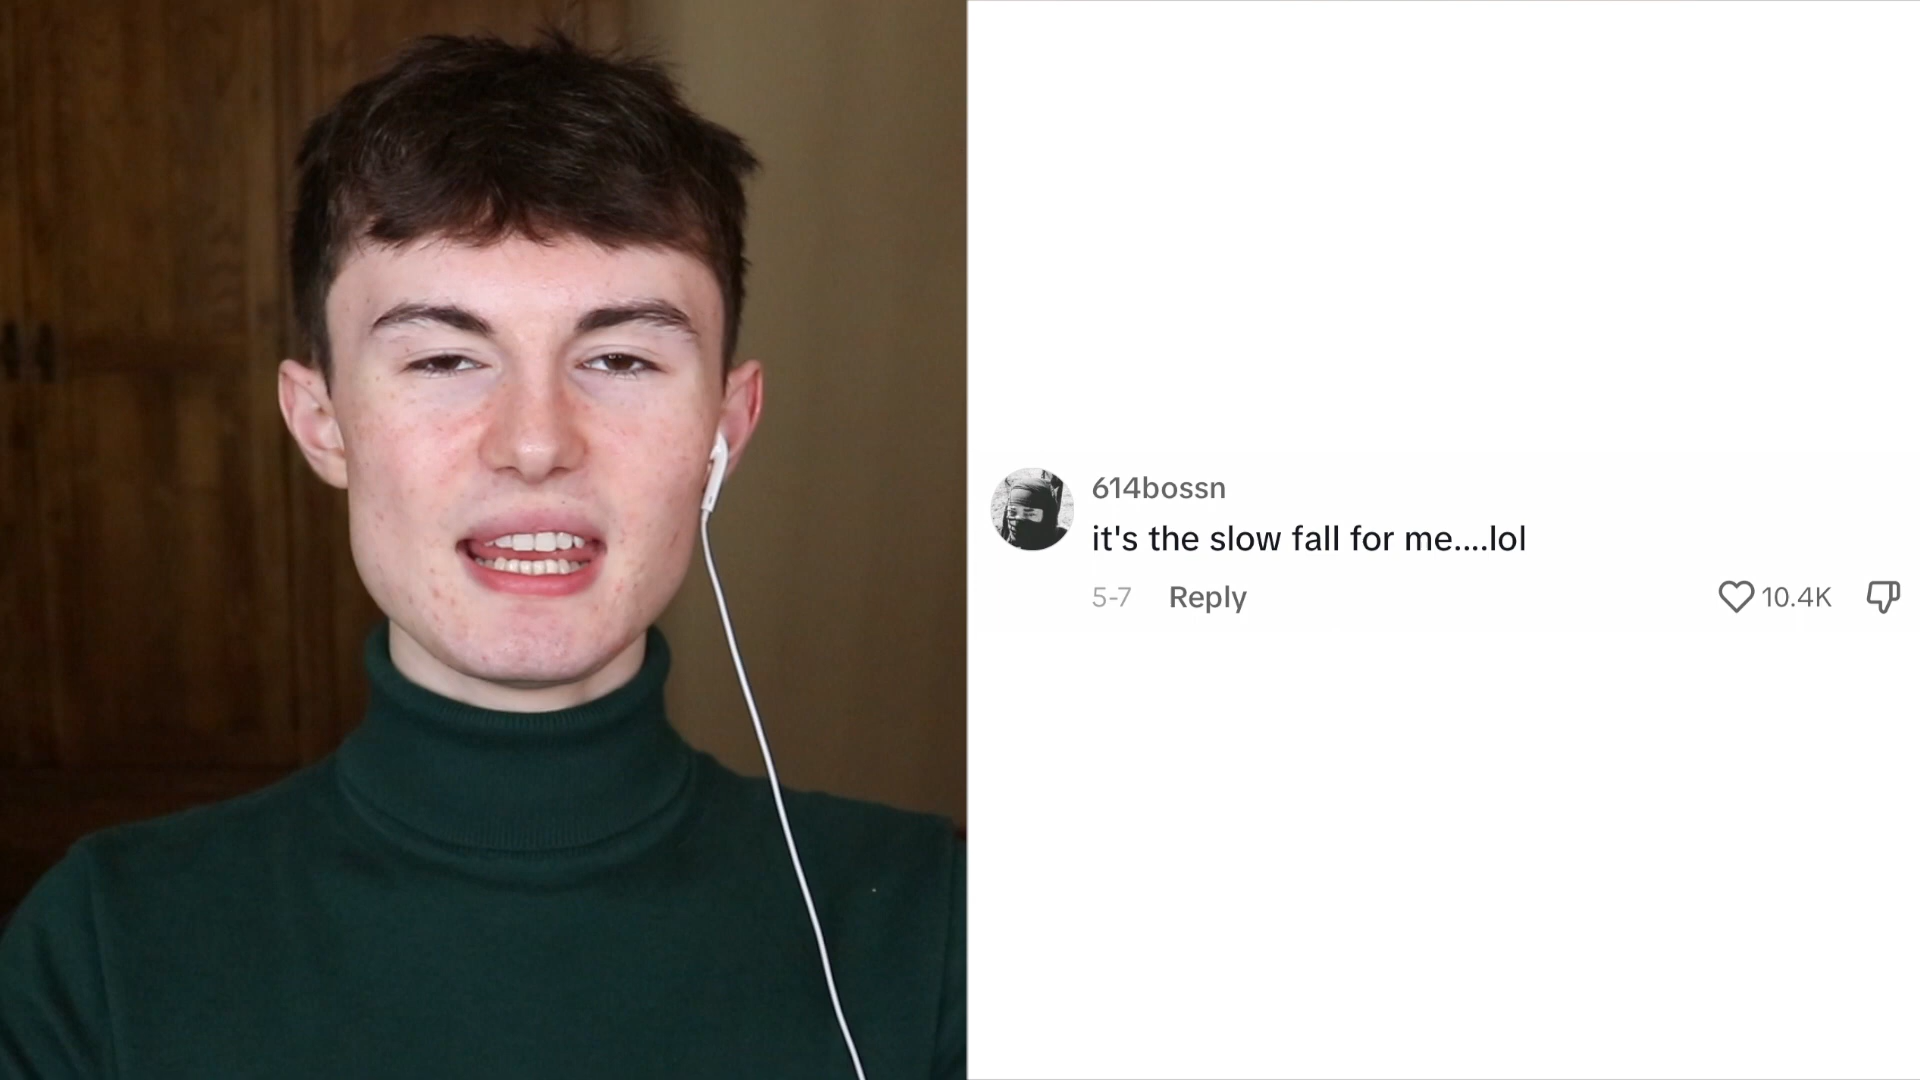 614bossn
it's the slow fall for me....lol
5-7 Reply 10.4K